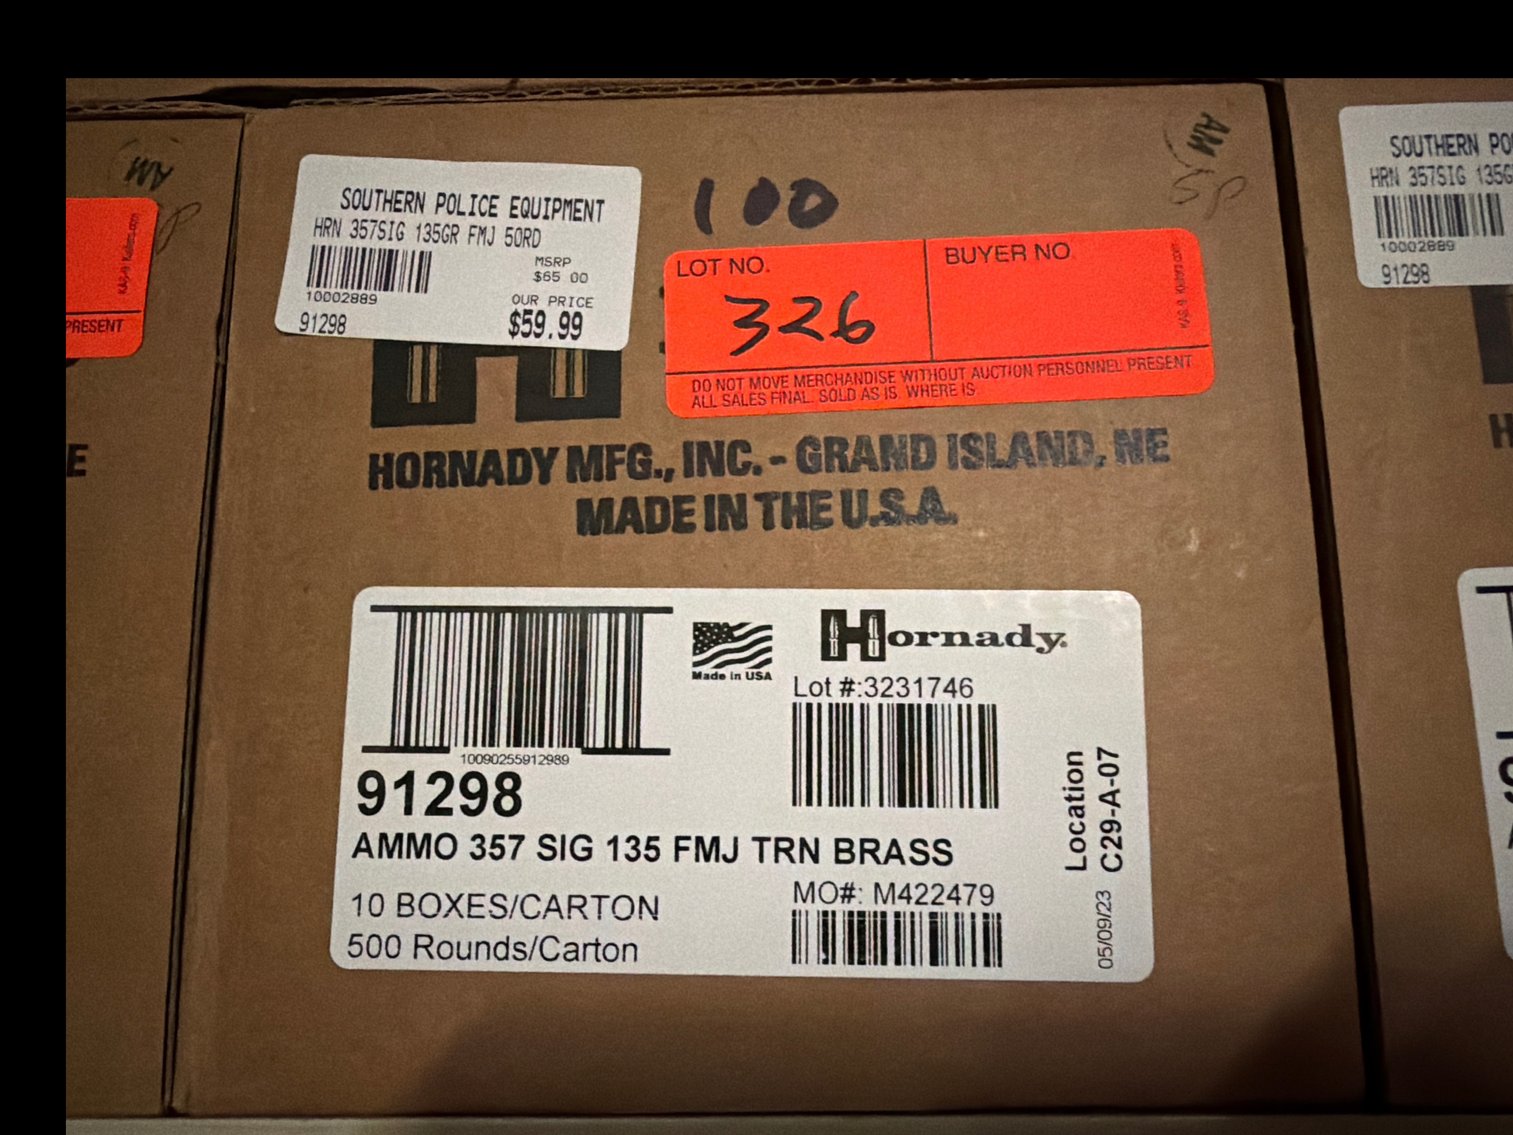 AM
SP
100
SOUTHERN POLICE EQUIPMENT
HRN 357SIG 135GR FMJ 50RD
MSRP
$65 00
10002889
OUR PRICE
91298
$59.99
LOT NO.
BUYER NO.
326
DO NOT MOVE MERCHANDISE WITHOUT AUCTION PERSONNEL PRESENT
ALL SALES FINAL. SOLD AS IS. WHERE IS.
HORNADY MFG., INC. - GRAND ISLAND, NE
MADE IN THE U.S.A.
Hornady.
Made in USA
Lot #:3231746
10090255912989
91298
AMMO 357 SIG 135 FMJ TRN BRASS
10 BOXES/CARTON
500 Rounds/Carton
MO#: M422479
Location
C29-A-07
05/09/23
AM
PRESENT
E
SOUTHERN PO
HRN 357SIG 135G
10002889
91298
H